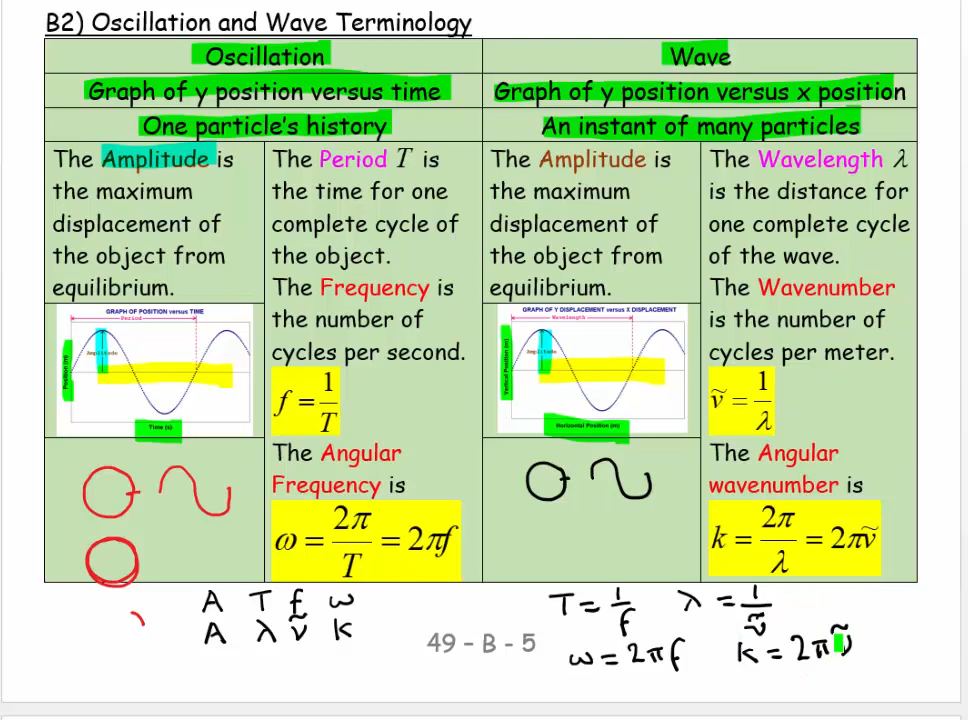 B2) Oscillation and Wave Terminology
Oscillation
Wave
Graph of y position versus time
Graph of y position versus x position
One particle's history
An instant of many particles
The Amplitude is
the maximum
displacement of
the object from
equilibrium.
GRAPH OF POSITION versus TIME
Period
Amplitude
Position (m)
Time (s)
The Period T is
the time for one
complete cycle of
the object.
The Frequency is
the number of
cycles per second.
f = 1/T
The Angular
Frequency is
ω = 2π/T = 2πf
The Amplitude is
the maximum
displacement of
the object from
equilibrium.
GRAPH OF Y DISPLACEMENT versus X DISPLACEMENT
Wavelength
Amplitude
Vertical Position (m)
Horizontal Position (m)
The Wavelength λ
is the distance for
one complete cycle
of the wave.
The Wavenumber
is the number of
cycles per meter.
ṽ = 1/λ
The Angular
wavenumber is
k = 2π/λ = 2πṽ
A T f ω
A λ ṽ k
T = 1/f λ = 1/ṽ
ω = 2πf k = 2πṽ
49 – B - 5